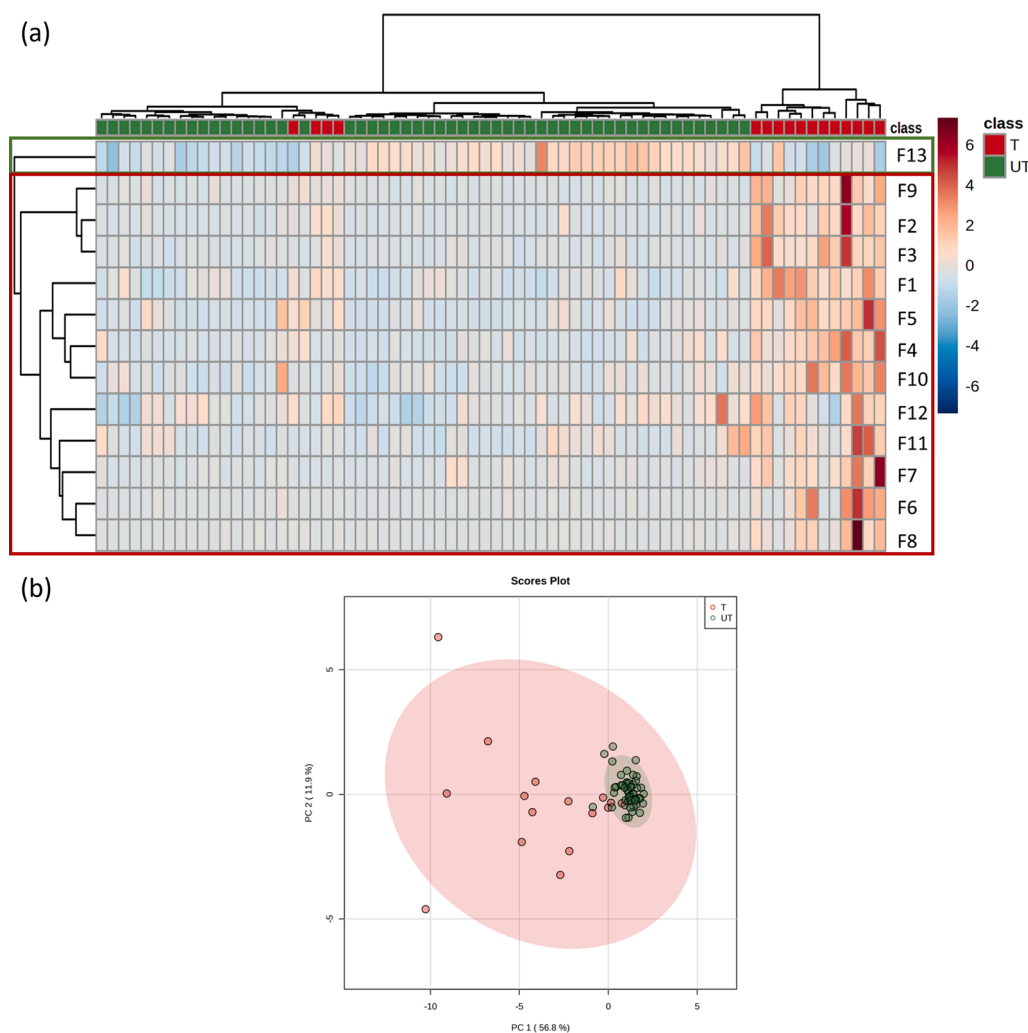 (a)
class
class
T
UT
F13
F9
F2
F3
F1
F5
F4
F10
F12
F11
F7
F6
F8
6
4
2
0
-2
-4
-6
(b)
Scores Plot
T
UT
PC 2 ( 11.9 %)
5
0
-5
-10
-5
0
5
PC 1 ( 56.8 %)